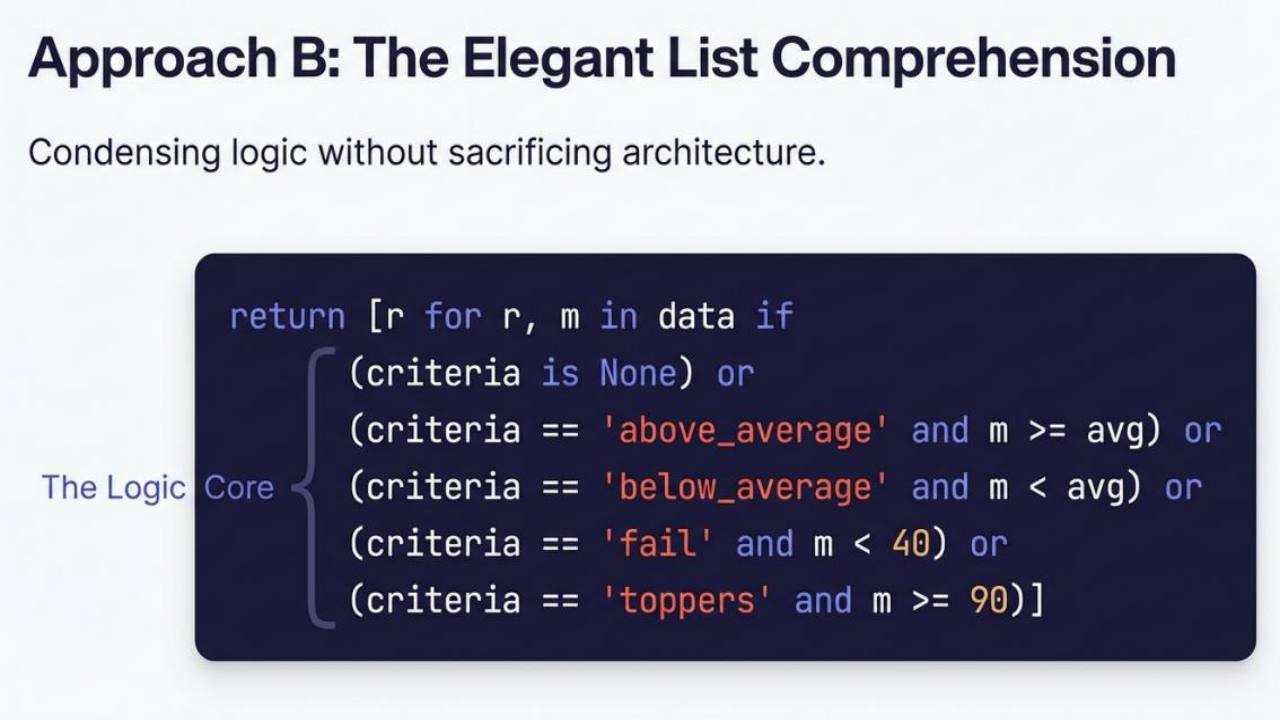 Approach B: The Elegant List Comprehension
Condensing logic without sacrificing architecture.
return [r for r, m in data if
(criteria is None) or
(criteria == 'above_average' and m >= avg) or
The Logic Core
(criteria == 'below_average' and m < avg) or
(criteria == 'fail' and m < 40) or
(criteria == 'toppers' and m >= 90)]